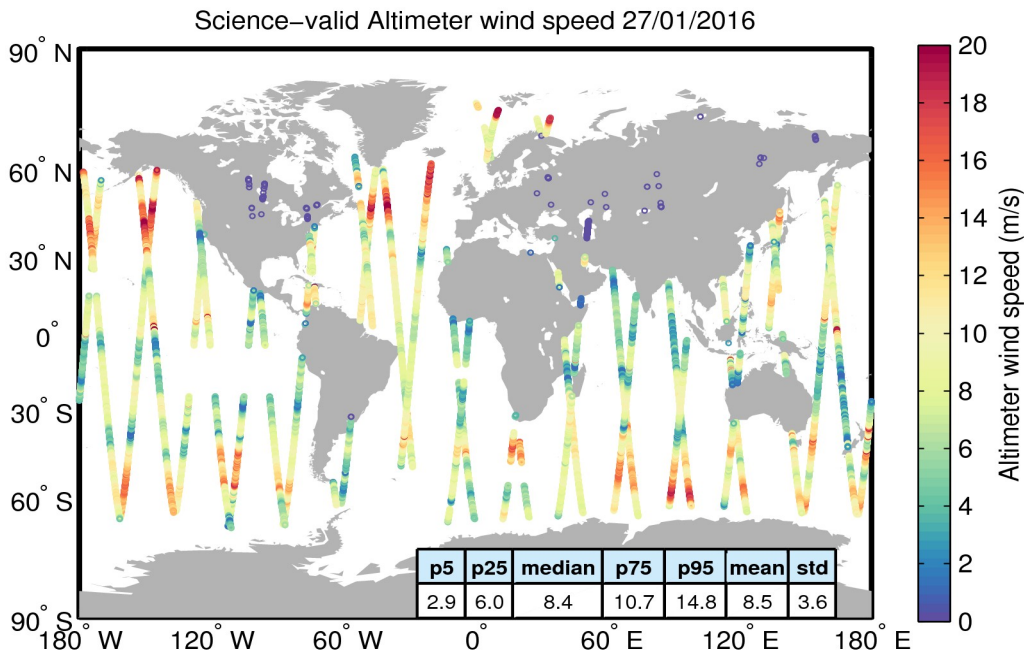 Science−valid Altimeter wind speed 27/01/2016
90° N
60° N
30° N
0°
30° S
60° S
90° S
180° W
120° W
60° W
0°
60° E
120° E
180° E
p5 p25 median p75 p95 mean std
2.9 6.0 8.4 10.7 14.8 8.5 3.6
20
18
16
14
12
10
8
6
4
2
0
Altimeter wind speed (m/s)